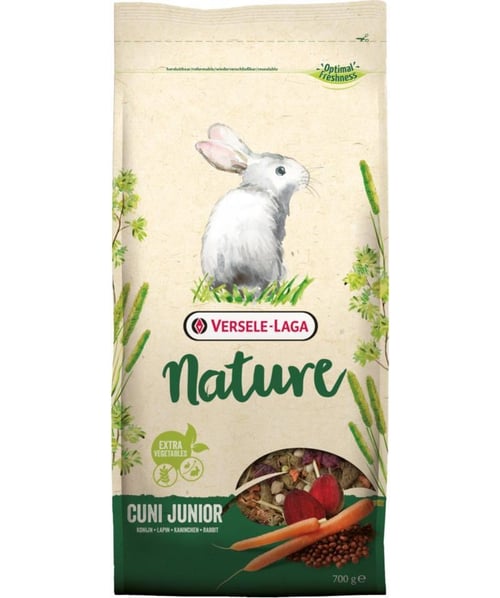 Optimal
Freshness
VERSELE-LAGA
Nature
EXTRA
VEGETABLES
CUNI JUNIOR
KONIJN • LAPIN • KANINCHEN • RABBIT
700 g e